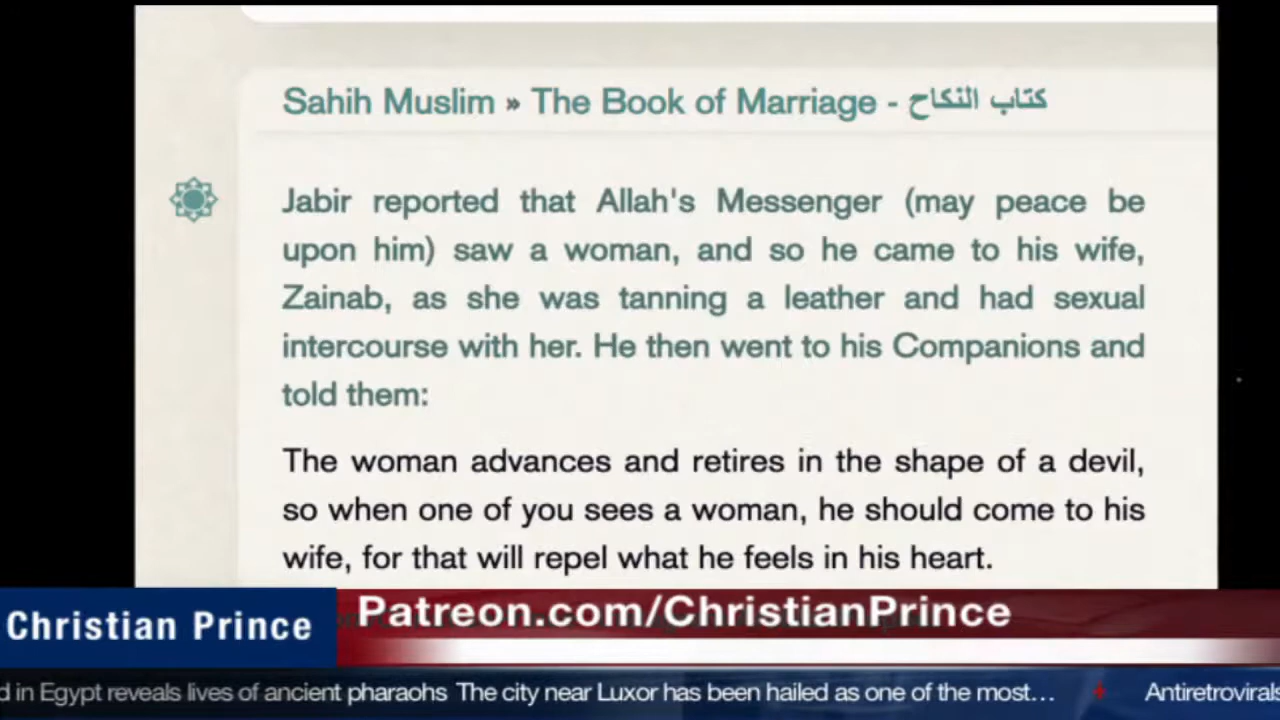 Sahih Muslim » The Book of Marriage - كتاب النكاح
Jabir reported that Allah's Messenger (may peace be
upon him) saw a woman, and so he came to his wife,
Zainab, as she was tanning a leather and had sexual
intercourse with her. He then went to his Companions and
told them:
The woman advances and retires in the shape of a devil,
so when one of you sees a woman, he should come to his
wife, for that will repel what he feels in his heart.
Christian Prince
Patreon.com/ChristianPrince
d in Egypt reveals lives of ancient pharaohs The city near Luxor has been hailed as one of the most... Antiretrovirals